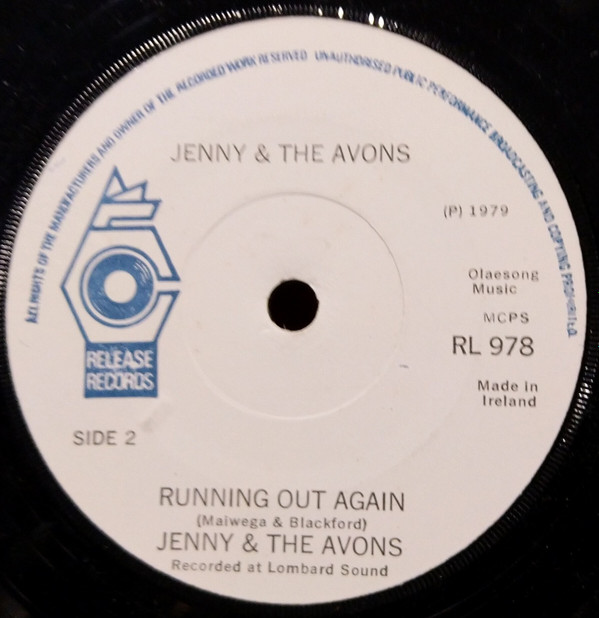 ALL RIGHTS OF THE MANUFACTURERS AND OWNER OF THE RECORDED WORK RESERVED UNAUTHORISED PUBLIC PERFORMANCE BROADCASTING AND COPYING PROHIBITED.
JENNY & THE AVONS
(P) 1979
Olaesong
Music
MCPS
RL 978
RELEASE
RECORDS
Made in
Ireland
SIDE 2
RUNNING OUT AGAIN
(Maiwega & Blackford)
JENNY & THE AVONS
Recorded at Lombard Sound